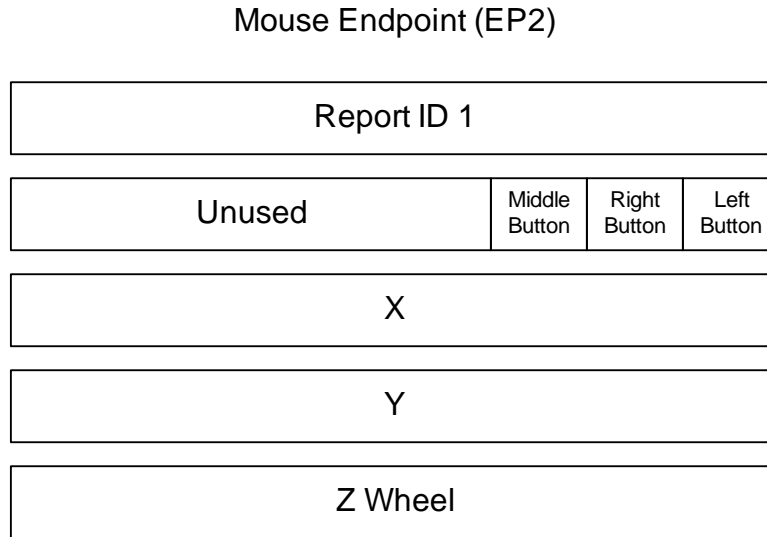 Mouse Endpoint (EP2)
Report ID 1
Unused
Middle
Button
Right
Button
Left
Button
X
Y
Z Wheel